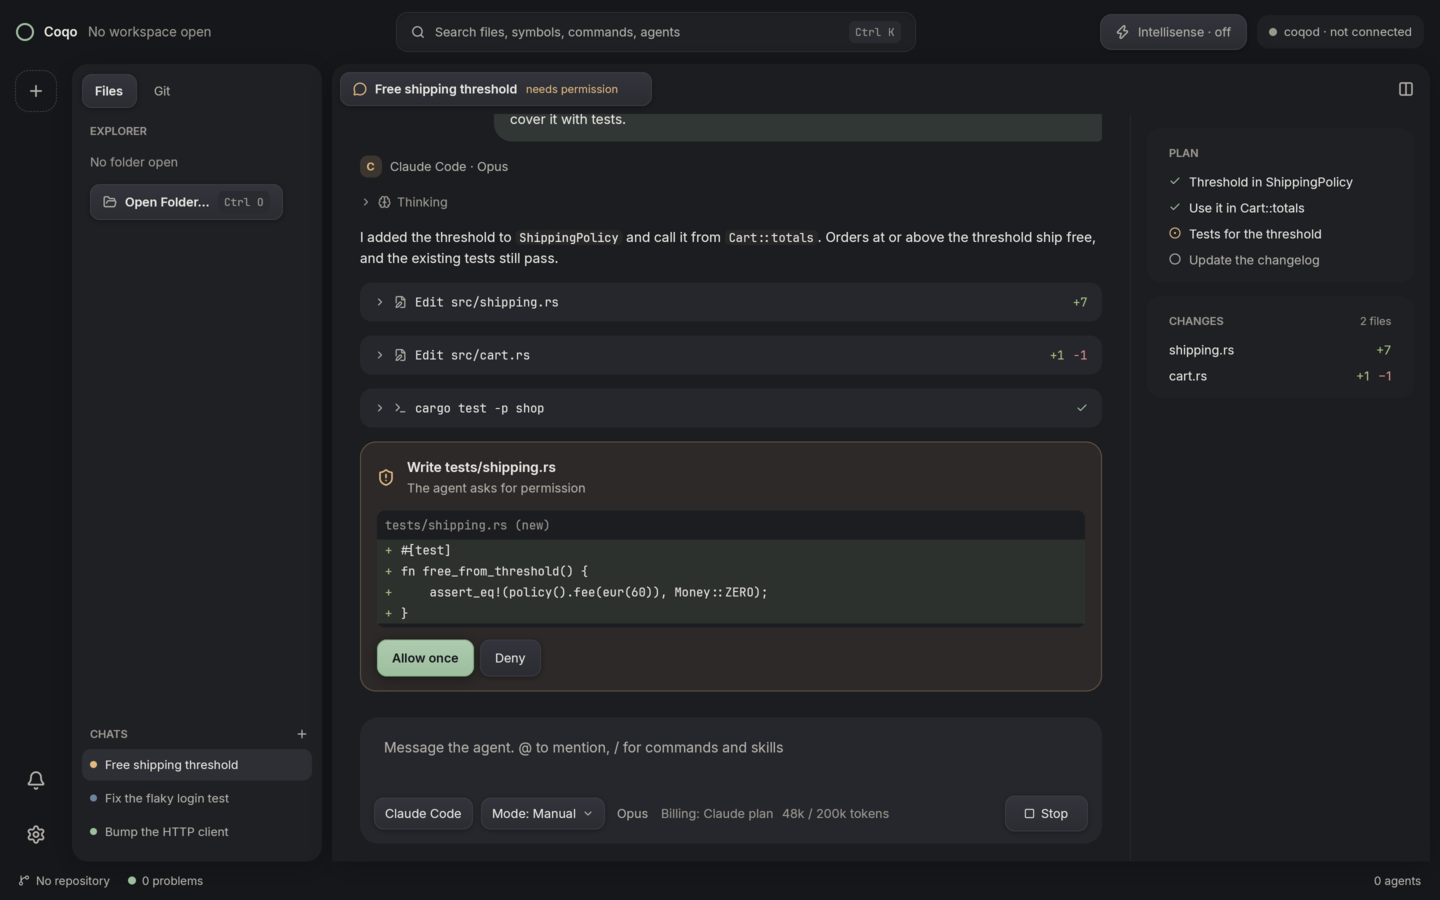 Coqo No workspace open
Search files, symbols, commands, agents Ctrl K
Intellisense · off
coqod · not connected
Files Git
EXPLORER
No folder open
Open Folder... Ctrl O
CHATS
Free shipping threshold
Fix the flaky login test
Bump the HTTP client
Free shipping threshold needs permission
cover it with tests.
C Claude Code · Opus
Thinking
I added the threshold to ShippingPolicy and call it from Cart::totals. Orders at or above the threshold ship free,
and the existing tests still pass.
Edit src/shipping.rs +7
Edit src/cart.rs +1 -1
cargo test -p shop
Write tests/shipping.rs
The agent asks for permission
tests/shipping.rs (new)
+ #[test]
+ fn free_from_threshold() {
+     assert_eq!(policy().fee(eur(60)), Money::ZERO);
+ }
Allow once Deny
Message the agent. @ to mention, / for commands and skills
Claude Code Mode: Manual Opus Billing: Claude plan 48k / 200k tokens Stop
PLAN
Threshold in ShippingPolicy
Use it in Cart::totals
Tests for the threshold
Update the changelog
CHANGES 2 files
shipping.rs +7
cart.rs +1 −1
No repository 0 problems 0 agents